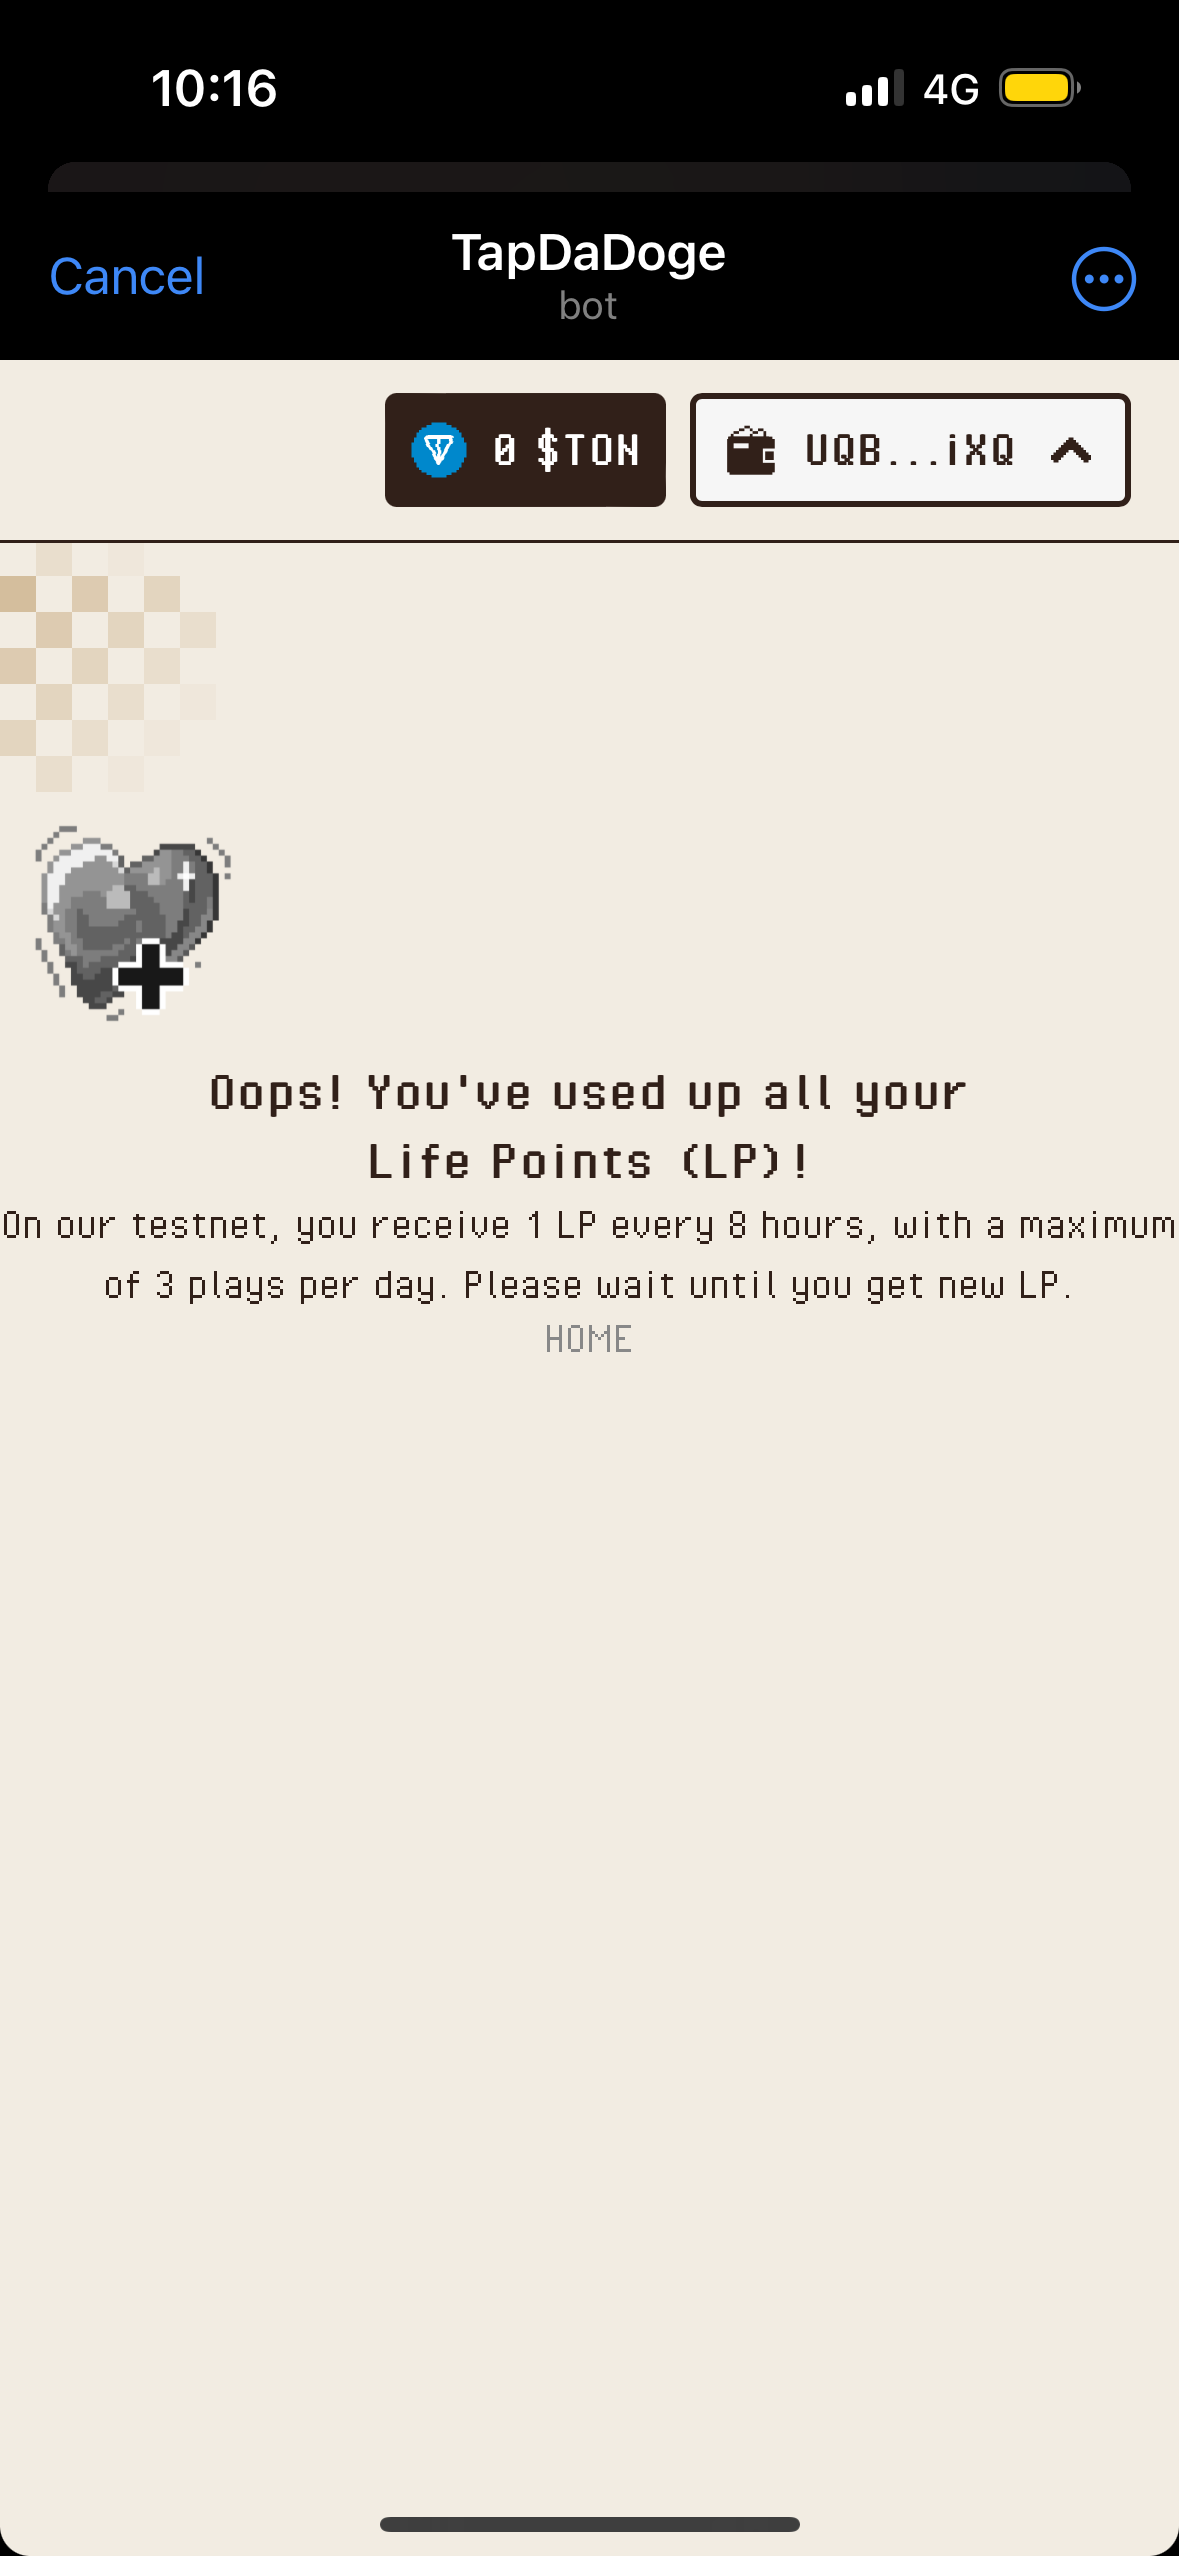 10:16
4G
Cancel
TapDaDoge
bot
0 $TON
UQB...iXQ
Oops! You've used up all your
Life Points (LP)!
On our testnet, you receive 1 LP every 8 hours, with a maximum
of 3 plays per day. Please wait until you get new LP.
HOME